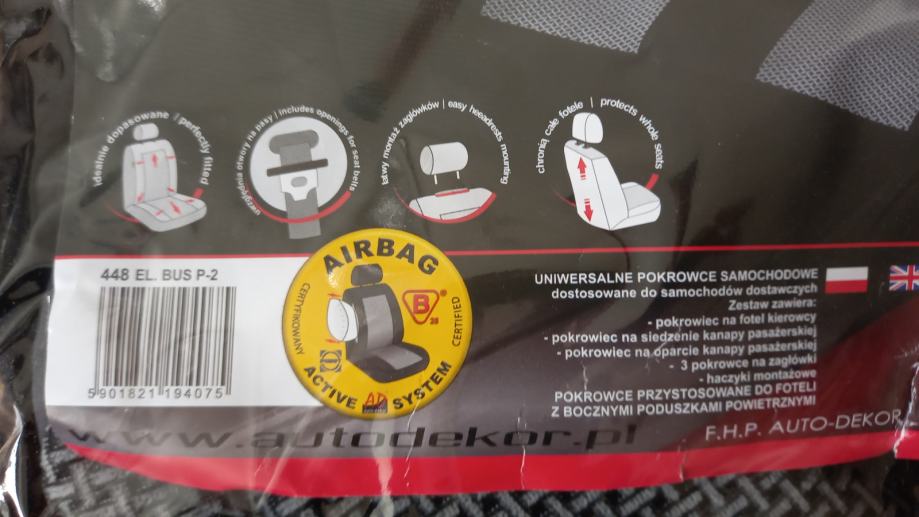 idealnie dopasowane / perfectly fitted
uwzględnia otwory na pasy | includes openings for seat belts
łatwy montaż zagłówków | easy heedrests mounting
chronią całe fotele | protects whole seats
448 EL. BUS P-2
5 901821 194075
AIRBAG
CERTYFIKOWANY
B
26
CERTIFIED
ACTIVE AD SYSTEM
UNIWERSALNE POKROWCE SAMOCHODOWE
dostosowane do samochodów dostawczych
Zestaw zawiera:
- pokrowiec na fotel kierowcy
- pokrowiec na siedzenie kanapy pasażerskiej
- pokrowiec na oparcie kanapy pasażerskiej
- 3 pokrowce na zagłówki
- haczyki montażowe
POKROWCE PRZYSTOSOWANE DO FOTELI
Z BOCZNYMI PODUSZKAMI POWIETRZNYMI
www.autodekor.pl
F.H.P. AUTO-DEKOR